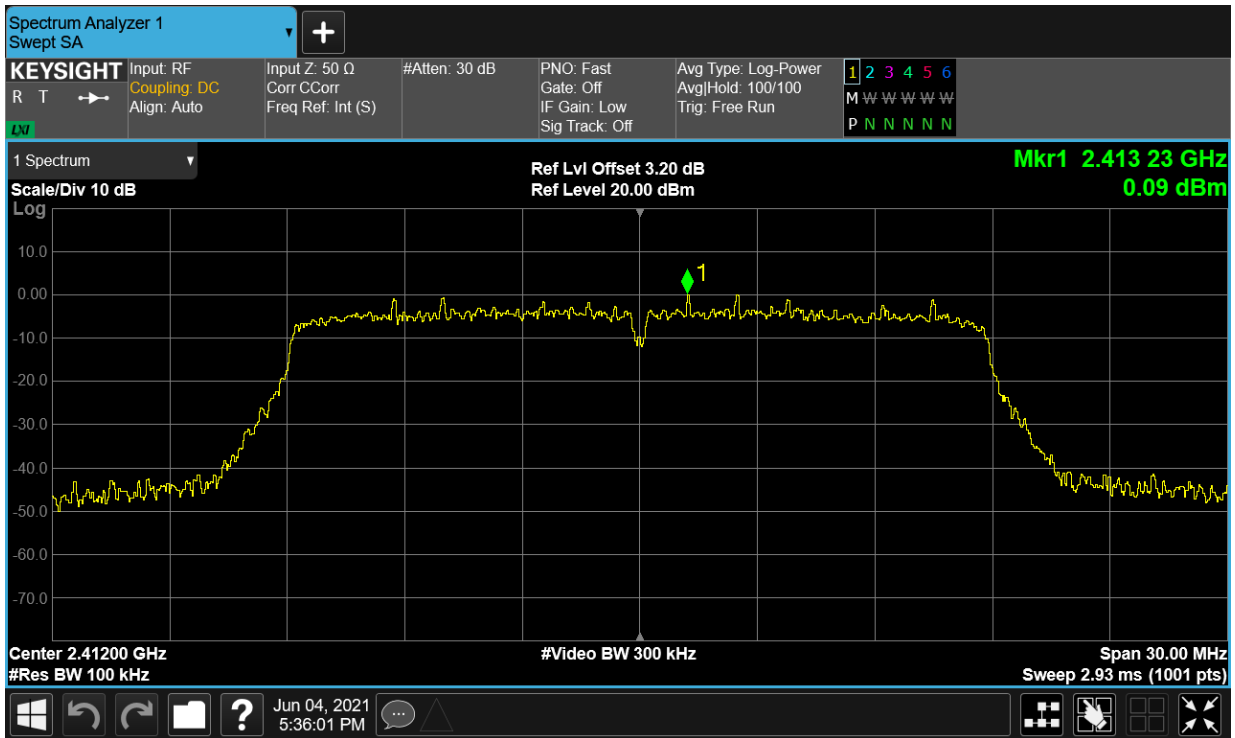 Spectrum Analyzer 1
Swept SA
KEYSIGHT
R T
LXI
Input: RF
Coupling: DC
Align: Auto
Input Z: 50 Ω
Corr CCorr
Freq Ref: Int (S)
#Atten: 30 dB
PNO: Fast
Gate: Off
IF Gain: Low
Sig Track: Off
Avg Type: Log-Power
Avg|Hold: 100/100
Trig: Free Run
1 2 3 4 5 6
M W W W W W
P N N N N N
1 Spectrum
Scale/Div 10 dB
Log
Ref Lvl Offset 3.20 dB
Ref Level 20.00 dBm
Mkr1 2.413 23 GHz
0.09 dBm
10.0
0.00
-10.0
-20.0
-30.0
-40.0
-50.0
-60.0
-70.0
1
Center 2.41200 GHz
#Res BW 100 kHz
#Video BW 300 kHz
Span 30.00 MHz
Sweep 2.93 ms (1001 pts)
?
Jun 04, 2021
5:36:01 PM